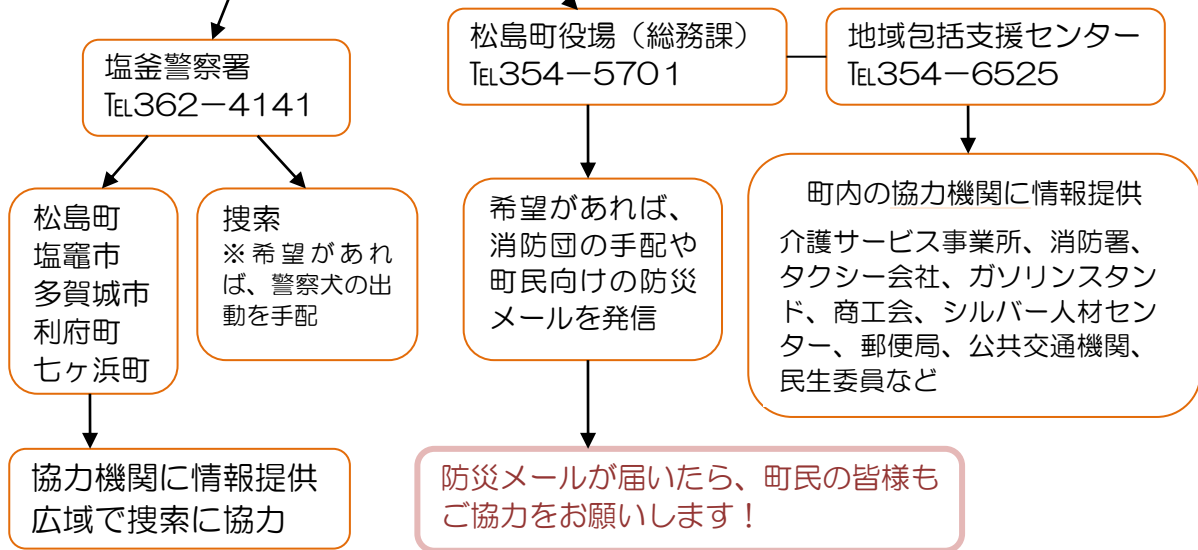 塩釜警察署
℡362−4141
松島町役場（総務課）
℡354−5701
地域包括支援センター
℡354−6525
松島町
塩竈市
多賀城市
利府町
七ヶ浜町
捜索
※希望があれ
ば、警察犬の出
動を手配
希望があれば、
消防団の手配や
町民向けの防災
メールを発信
町内の協力機関に情報提供
介護サービス事業所、消防署、
タクシー会社、ガソリンスタン
ド、商工会、シルバー人材セン
ター、郵便局、公共交通機関、
民生委員など
協力機関に情報提供
広域で捜索に協力
防災メールが届いたら、町民の皆様も
ご協力をお願いします！